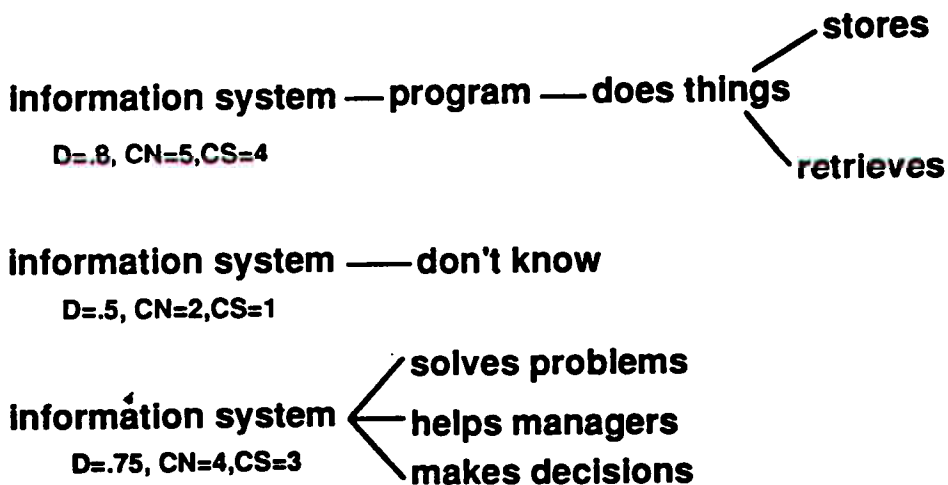 stores
information system — program — does things
D=.8, CN=5,CS=4
retrieves
information system — don't know
D=.5, CN=2,CS=1
solves problems
information system
helps managers
D=.75, CN=4,CS=3
makes decisions